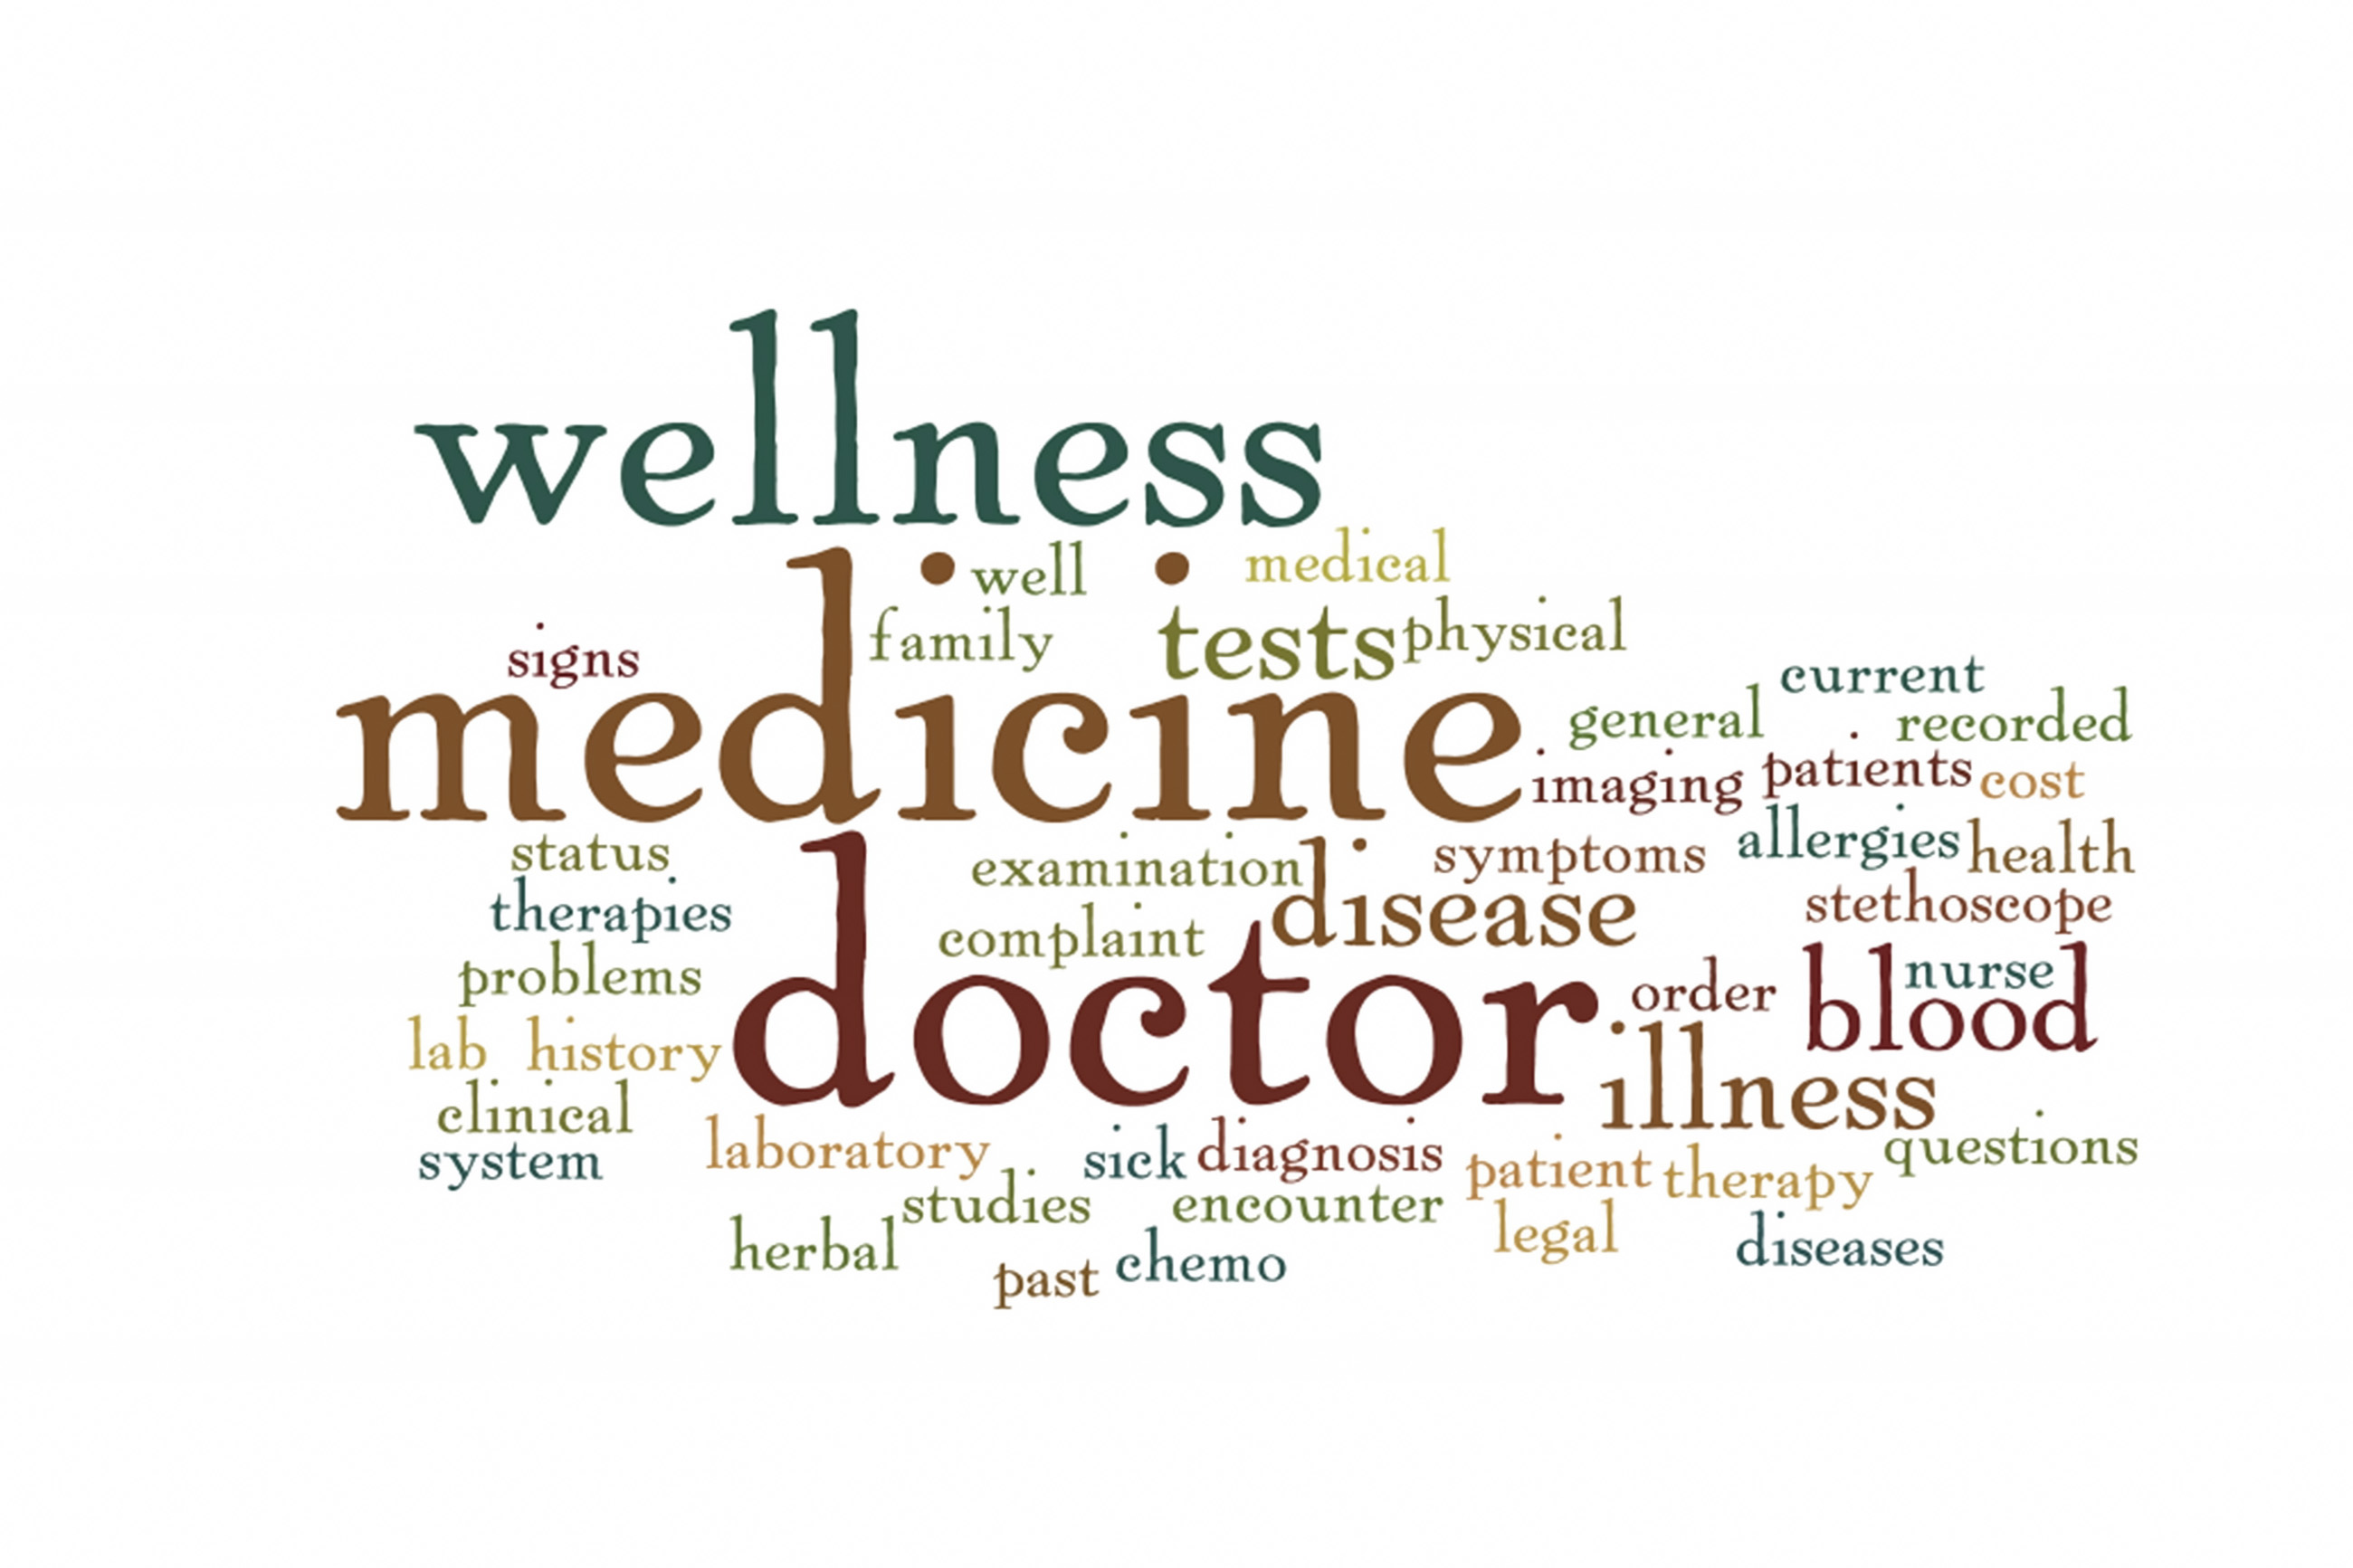 wellness
well
medical
family
tests
physical
signs
medicine
current
general
recorded
imaging
patients
cost
status
examination
symptoms
allergies
health
therapies
complaint
disease
stethoscope
problems
doctor
order
nurse
blood
lab
history
illness
clinical
system
laboratory
sick
diagnosis
patient
therapy
questions
studies
encounter
legal
herbal
past
chemo
diseases